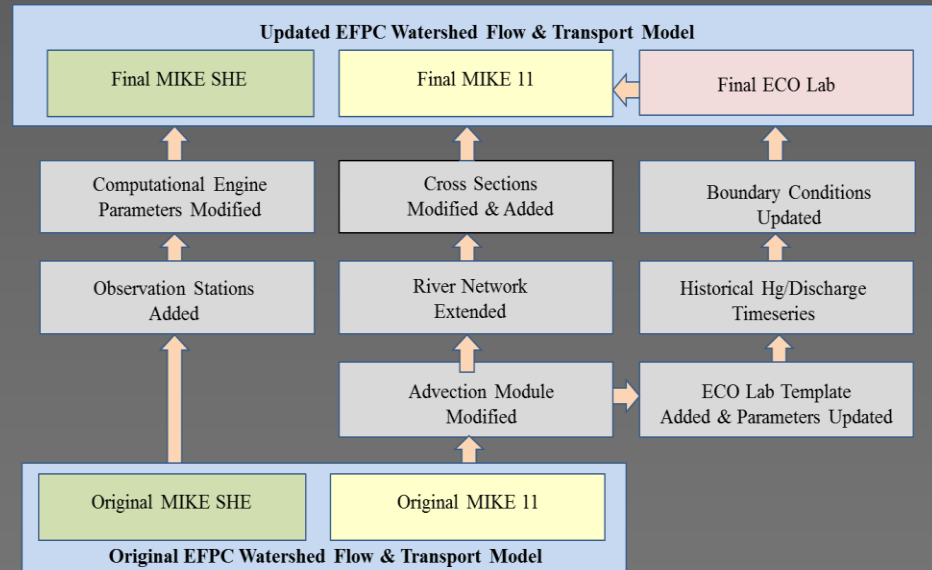 Updated EFPC Watershed Flow & Transport Model
Final MIKE SHE
Final MIKE 11
Final ECO Lab
Computational Engine
Parameters Modified
Cross Sections
Modified & Added
Boundary Conditions
Updated
Observation Stations
Added
River Network
Extended
Historical Hg/Discharge
Timeseries
Advection Module
Modified
ECO Lab Template
Added & Parameters Updated
Original MIKE SHE
Original MIKE 11
Original EFPC Watershed Flow & Transport Model